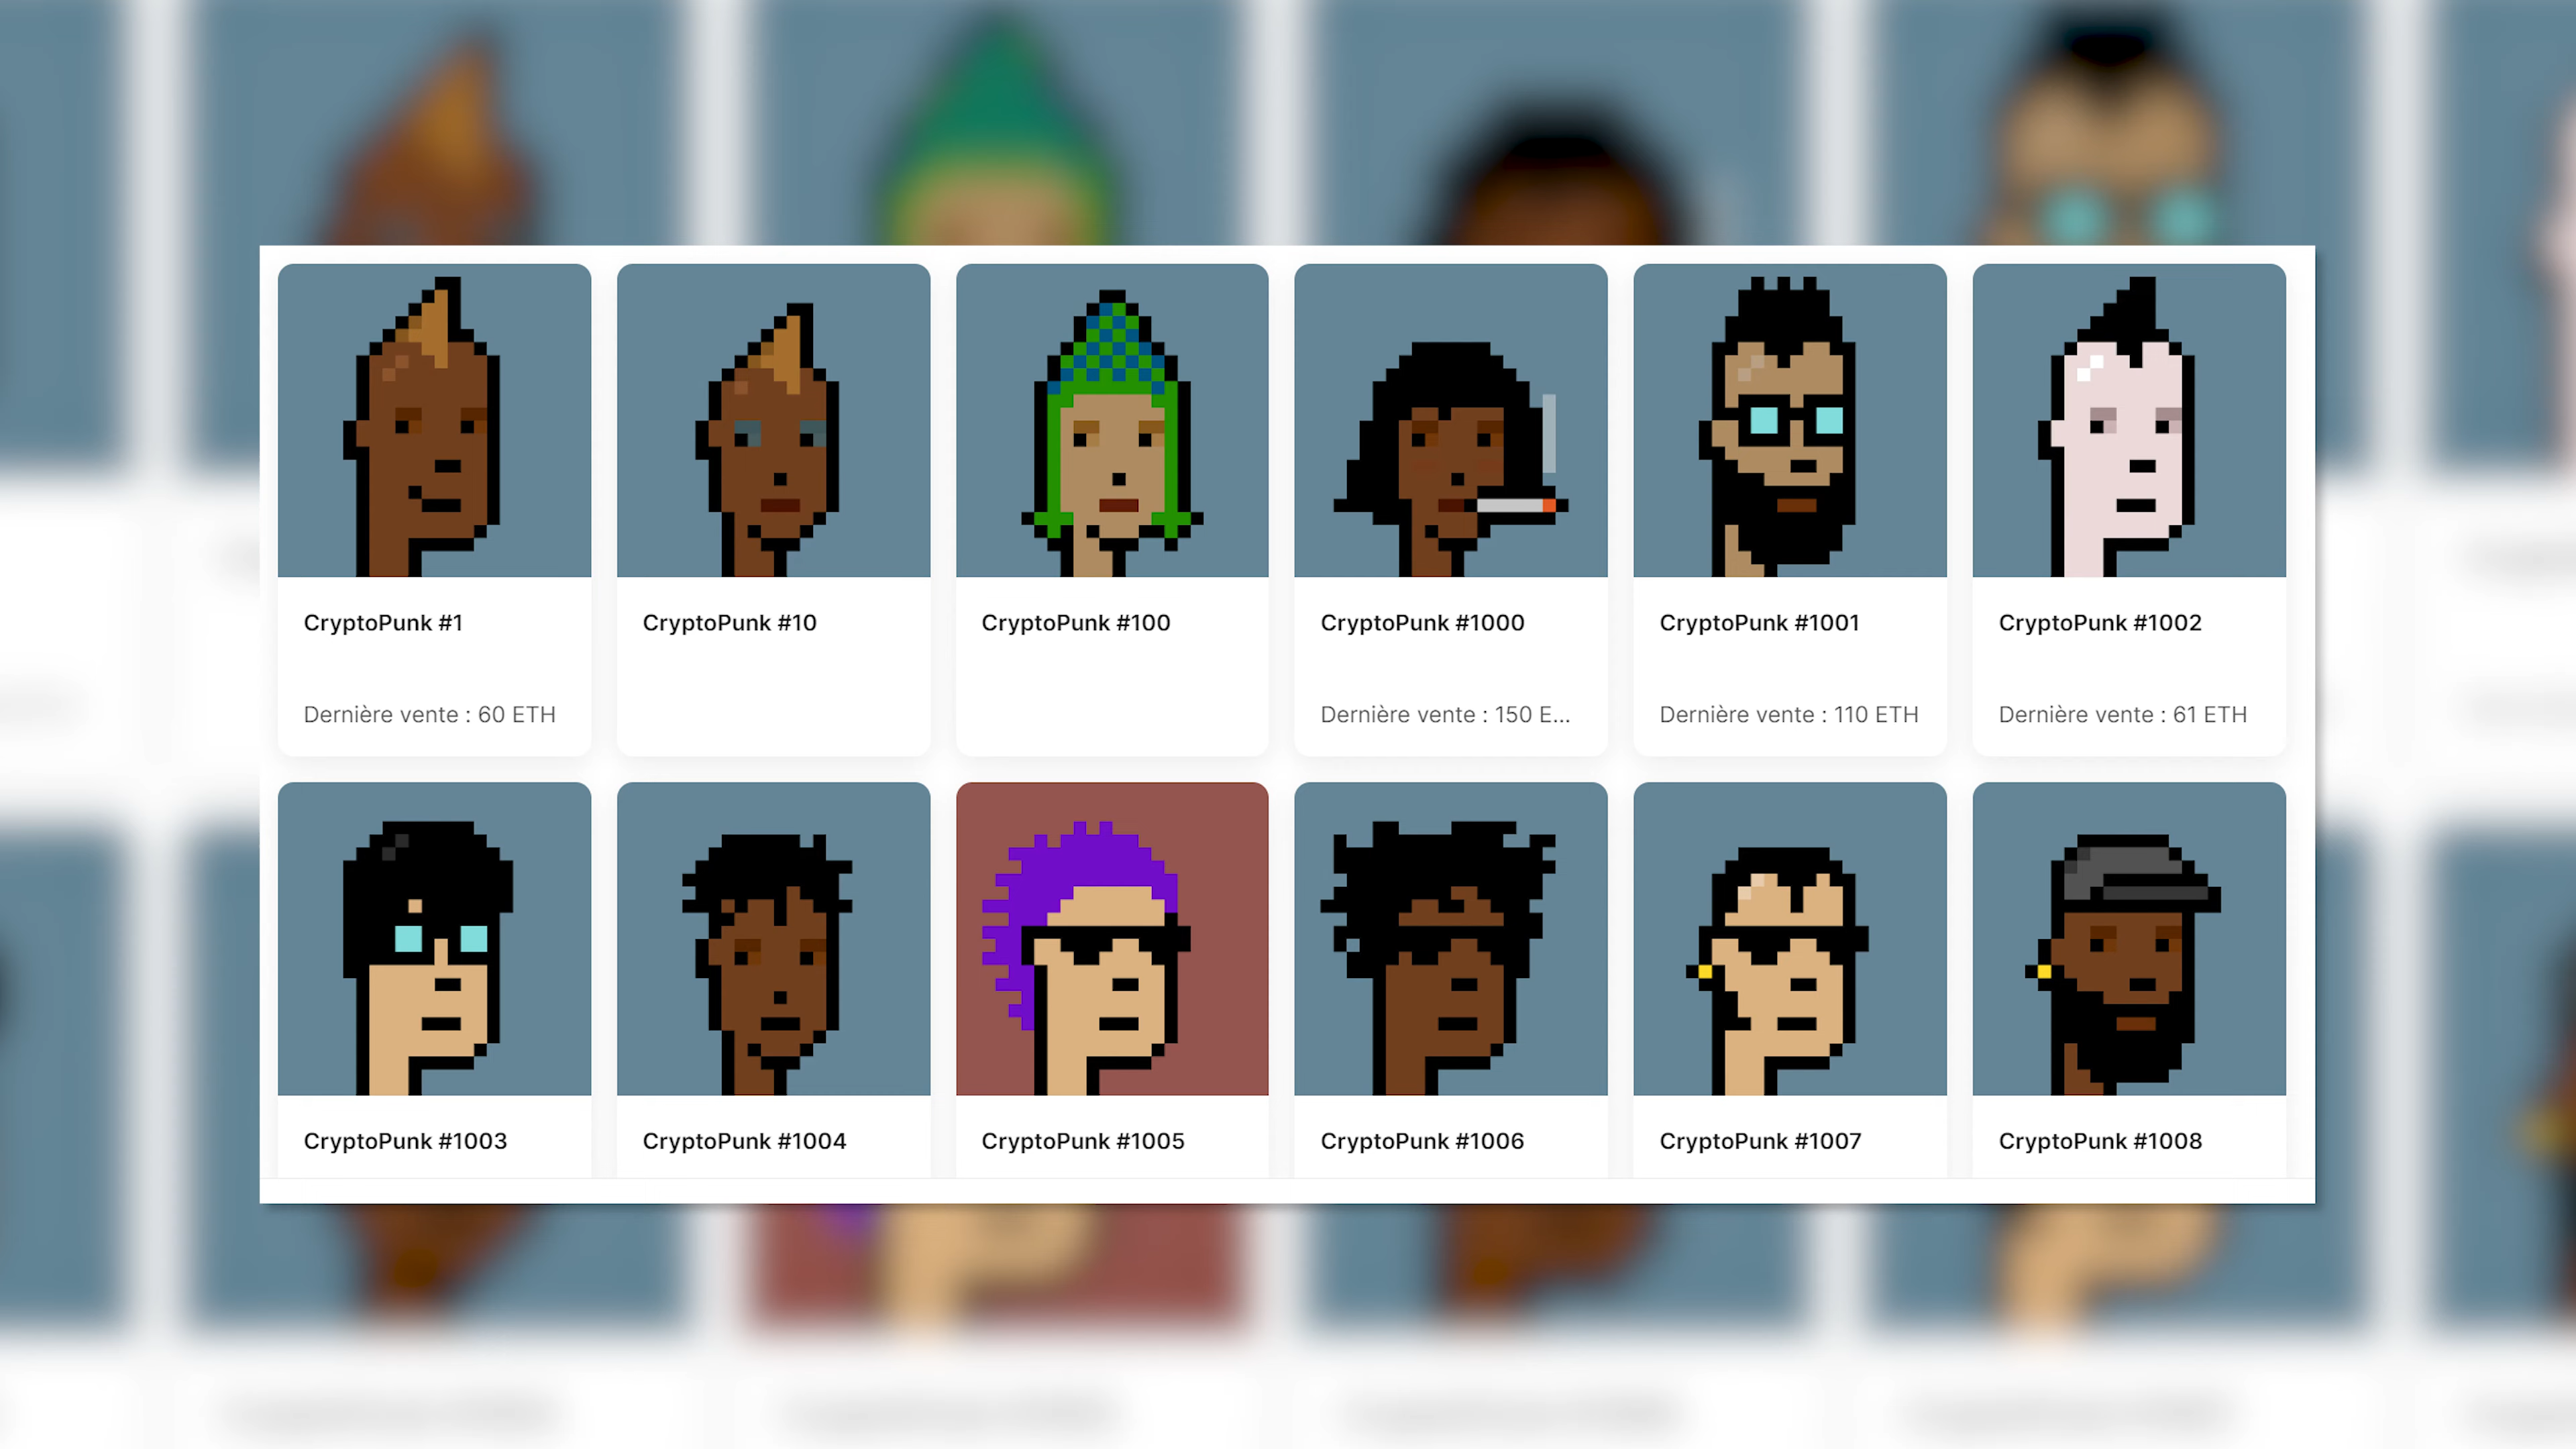 CryptoPunk #1
CryptoPunk #10
CryptoPunk #100
CryptoPunk #1000
CryptoPunk #1001
CryptoPunk #1002
Dernière vente : 60 ETH
Dernière vente : 150 E...
Dernière vente : 110 ETH
Dernière vente : 61 ETH
CryptoPunk #1003
CryptoPunk #1004
CryptoPunk #1005
CryptoPunk #1006
CryptoPunk #1007
CryptoPunk #1008